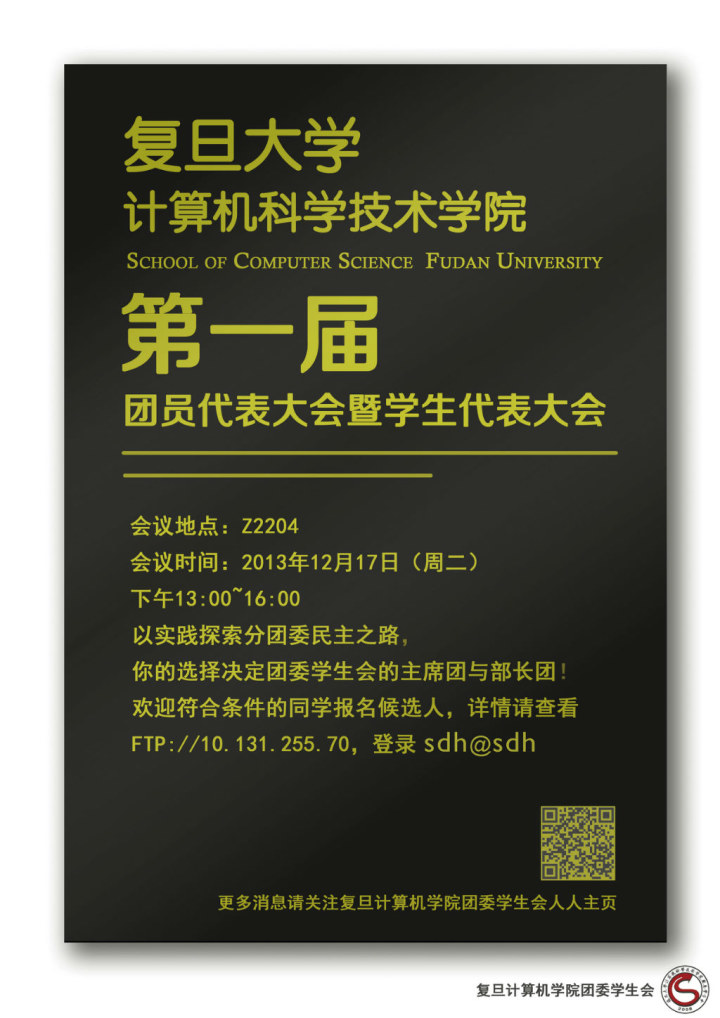 复旦大学
计算机科学技术学院
SCHOOL OF COMPUTER SCIENCE FUDAN UNIVERSITY
第一届
团员代表大会暨学生代表大会
会议地点：Z2204
会议时间：2013年12月17日（周二）
下午13:00~16:00
以实践探索分团委民主之路，
你的选择决定团委学生会的主席团与部长团！
欢迎符合条件的同学报名候选人，详情请查看
FTP://10.131.255.70，登录 sdh@sdh
更多消息请关注复旦计算机学院团委学生会人人主页
复旦计算机学院团委学生会